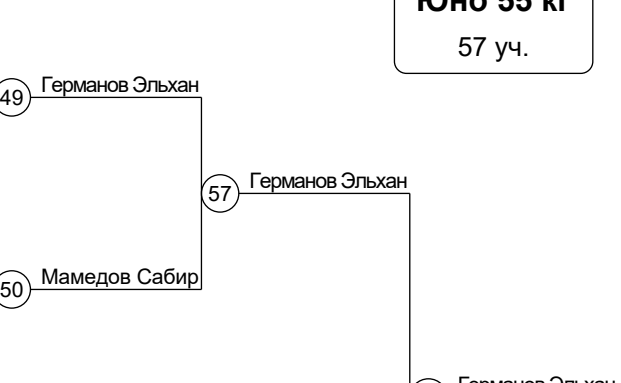 Юно 55 кг
57 уч.
49
Германов Эльхан
57
Германов Эльхан
50
Мамедов Сабир
Германов Эльхан